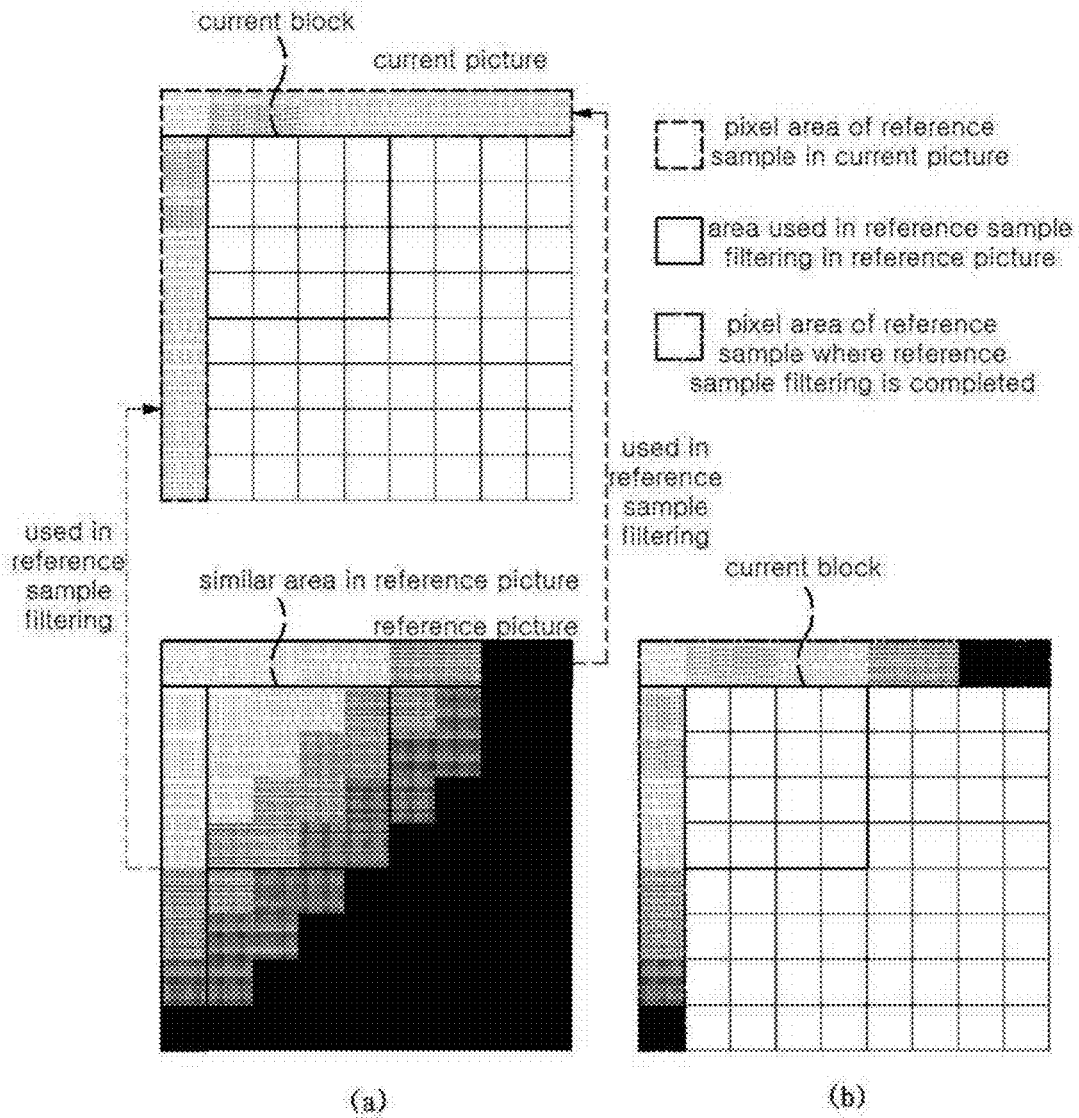 current block
current picture
pixel area of reference
sample in current picture
area used in reference sample
filtering in reference picture
pixel area of reference
sample where reference
sample filtering is completed
used in
reference
sample
filtering
used in
reference
sample
filtering
similar area in reference picture
reference picture
current block
(a)
(b)